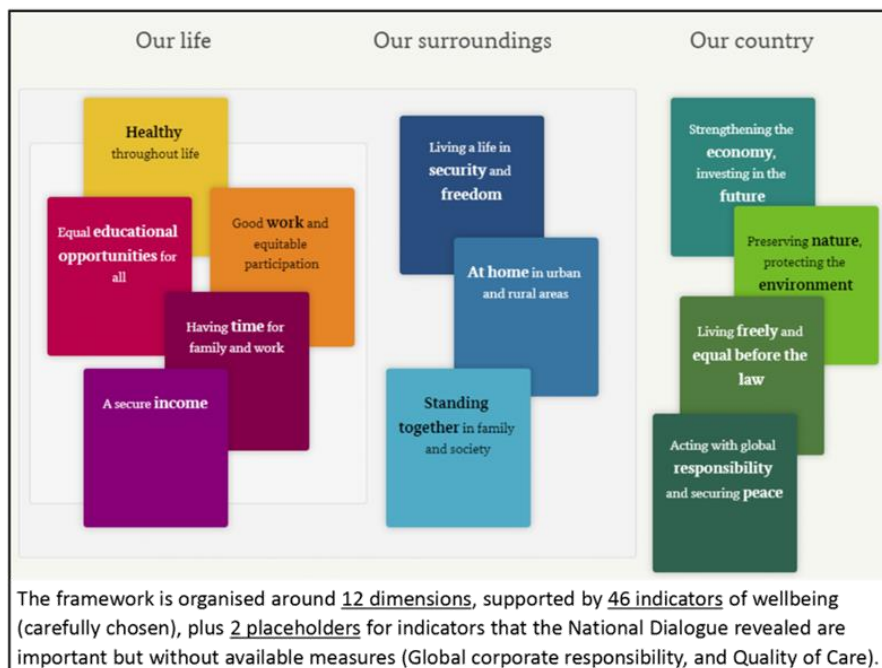 Our life
Our surroundings
Our country
Healthy
throughout life
Equal educational
opportunities for
all
Good work and
equitable
participation
Having time for
family and work
A secure income
Living a life in
security and
freedom
At home in urban
and rural areas
Standing
together in family
and society
Strengthening the
economy,
investing in the
future
Preserving nature,
protecting the
environment
Living freely and
equal before the
law
Acting with global
responsibility
and securing peace
The framework is organised around 12 dimensions, supported by 46 indicators of wellbeing
(carefully chosen), plus 2 placeholders for indicators that the National Dialogue revealed are
important but without available measures (Global corporate responsibility, and Quality of Care).